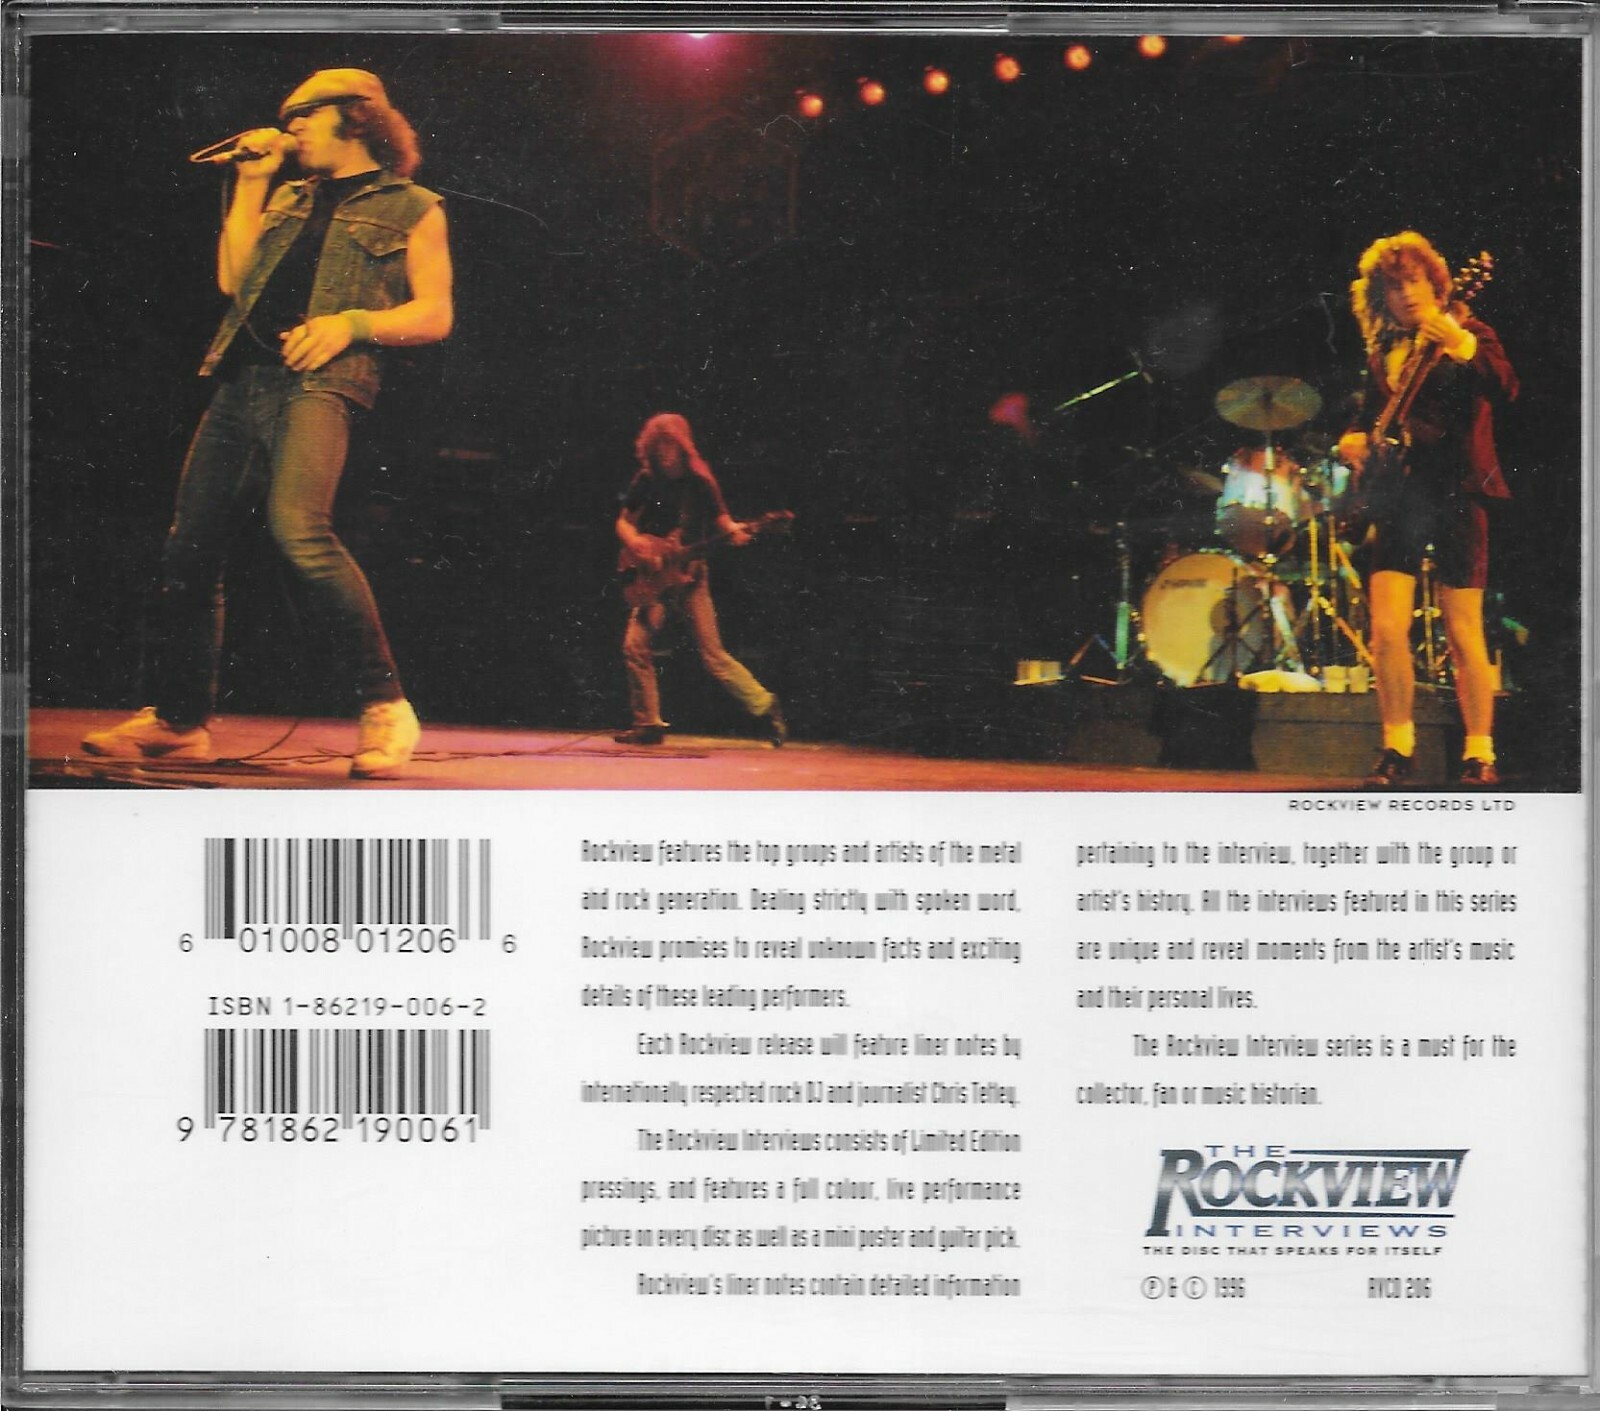 ROCKVIEW RECORDS LTD
6 01008 01206 6
ISBN 1-86219-006-2
9 781862 190061
Rockview features the top groups and artists of the metal
and rock generation. Dealing strictly with spoken word,
Rockview promises to reveal unknown facts and exciting
details of these leading performers.
Each Rockview release will feature liner notes by
internationally respected rock DJ and journalist Chris Tetley.
The Rockview Interviews consists of Limited Edition
pressings, and features a full colour, live performance
picture on every disc as well as a mini poster and guitar pick.
Rockview's liner notes contain detailed information
pertaining to the interview, together with the group or
artist's history. All the interviews featured in this series
are unique and reveal moments from the artist's music
and their personal lives.
The Rockview Interview series is a must for the
collector, fan or music historian.
THE
ROCKVIEW
INTERVIEWS
THE DISC THAT SPEAKS FOR ITSELF
Ⓟ & © 1996 RVCD 206